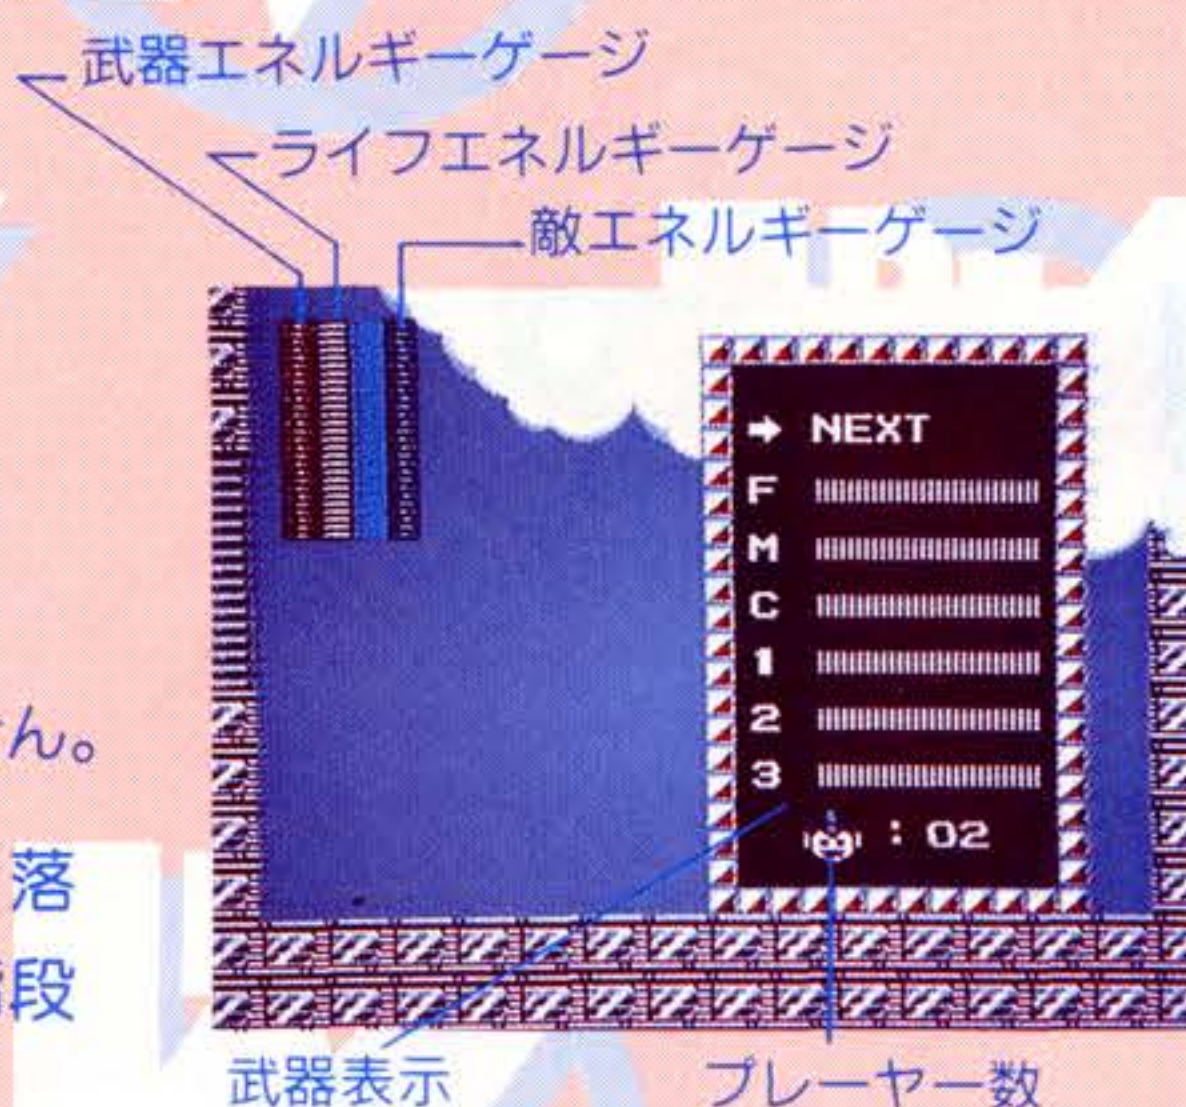 武器エネルギーゲージ
ライフエネルギーゲージ
敵エネルギーゲージ
→ NEXT
F
M
C
1
2
3
: 02
ん。
落
段
武器表示
プレーヤー数